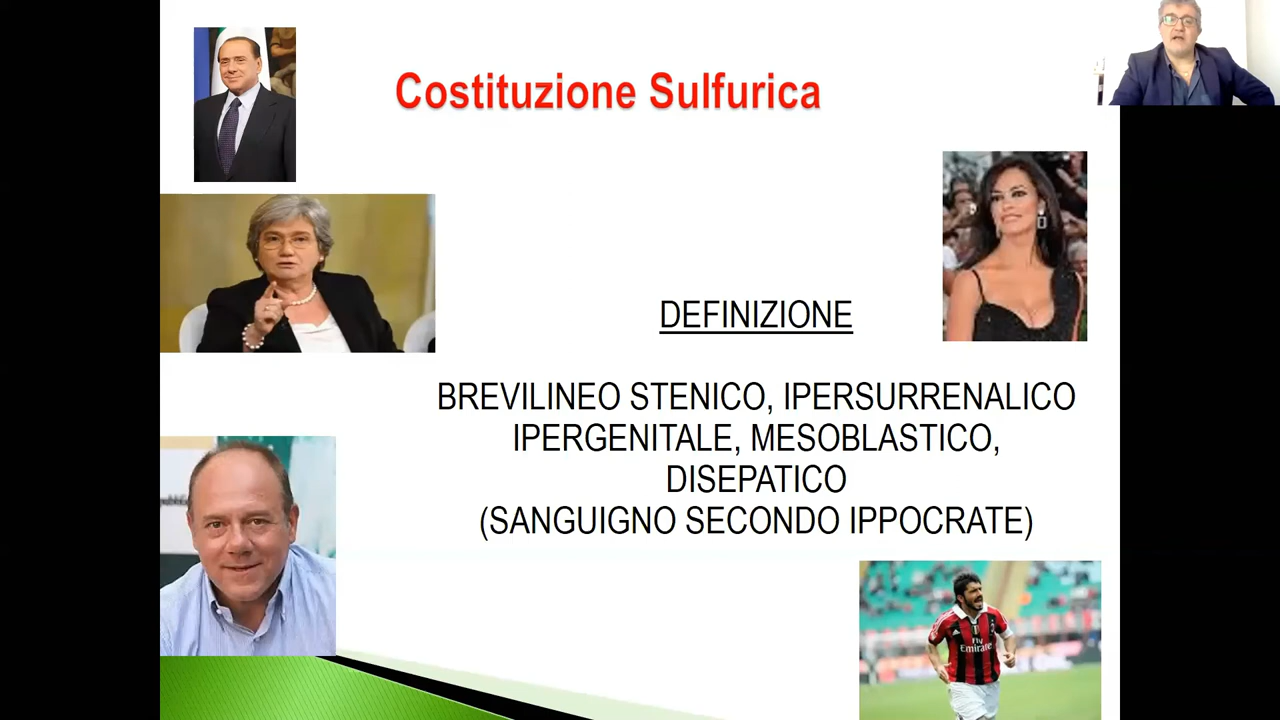 Costituzione Sulfurica
DEFINIZIONE
BREVILINEO STENICO, IPERSURRENALICO
IPERGENITALE, MESOBLASTICO,
DISEPATICO
(SANGUIGNO SECONDO IPPOCRATE)
Fly
Emirates